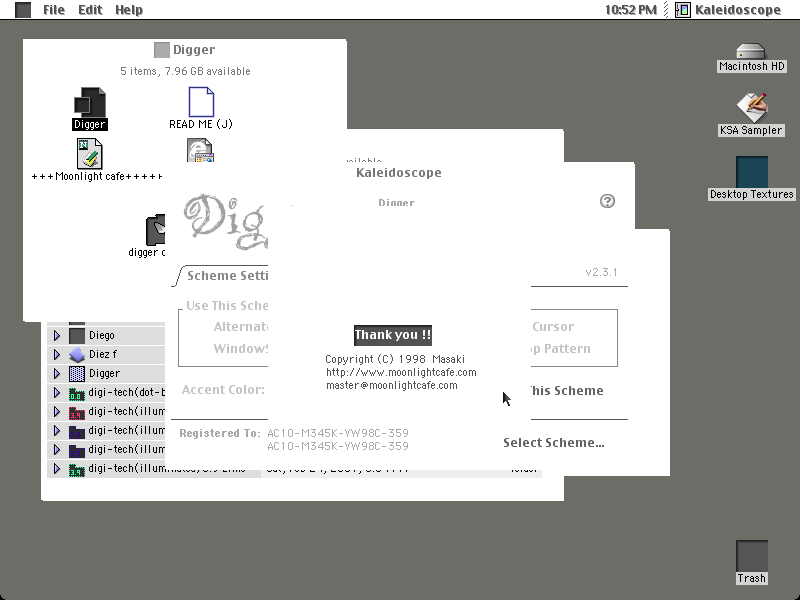 File Edit Help
10:52 PM
Kaleidoscope
Digger
5 items, 7.96 GB available
Digger
READ ME (J)
+++Moonlight cafe++++
digger
available
Kaleidoscope
Digger
Dig
Scheme Setti
v2.3.1
Use This Sche
Alternat
Cursor
Window
Pattern
Thank you !!
Copyright (C) 1998 Masaki
http://www.moonlightcafe.com
master@moonlightcafe.com
Accent Color:
This Scheme
Registered To:
AC10-M345K-YW98C-359
AC10-M345K-YW98C-359
Select Scheme...
Diego
Diez f
Digger
digi-tech(dot-b
digi-tech(illum
digi-tech(illum
digi-tech(illum
digi-tech(illum
folder
Macintosh HD
KSA Sampler
Desktop Textures
Trash